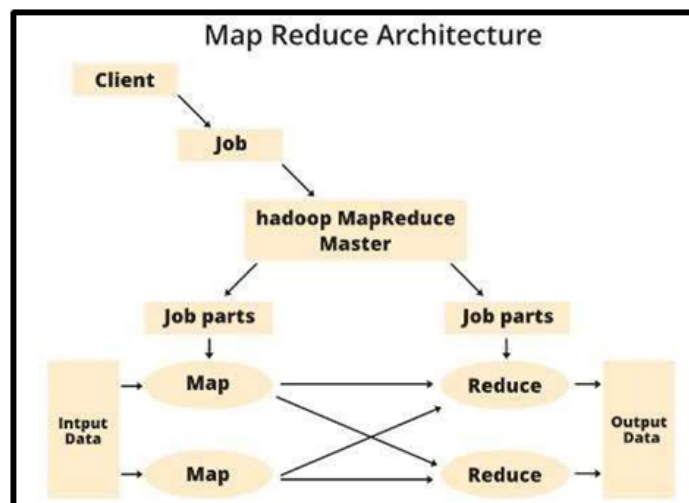 Map Reduce Architecture
Client
Job
hadoop MapReduce
Master
Job parts
Job parts
Map
Reduce
Intput
Data
Output
Data
Map
Reduce